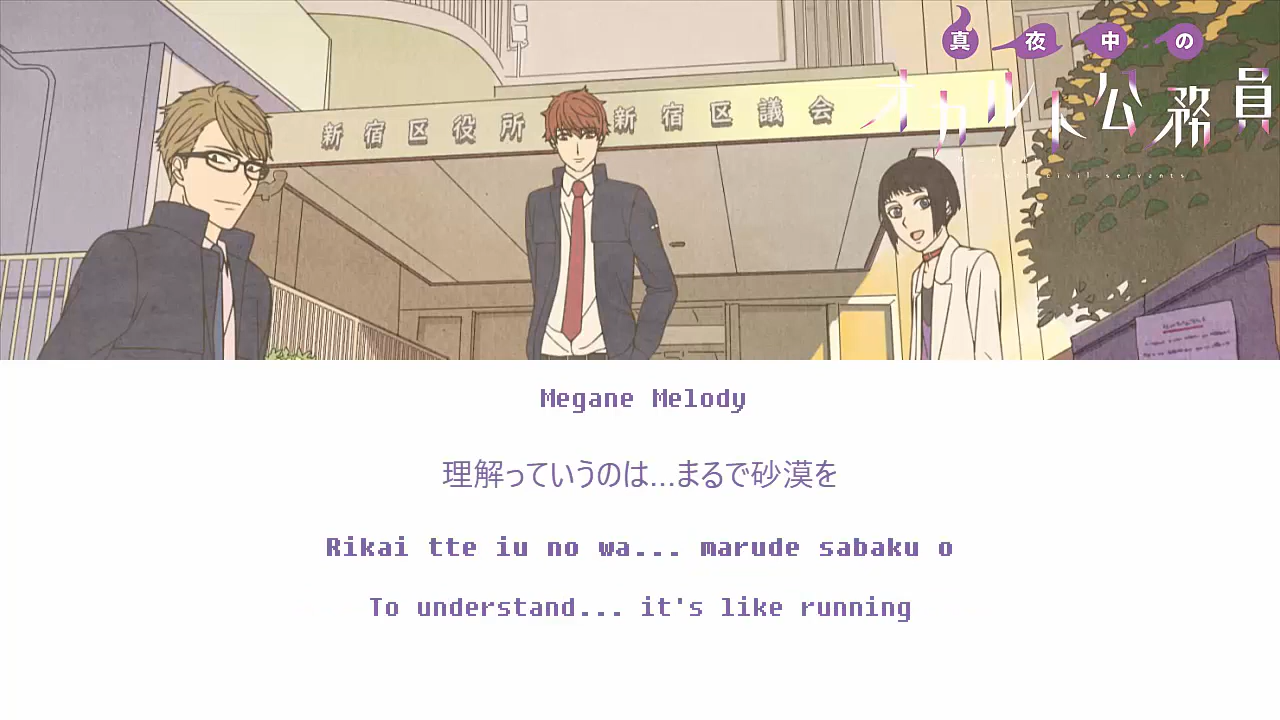 真夜中の
オカルト公務員
civil servants
新宿区役所 新宿区議会
Megane Melody
理解っていうのは...まるで砂漠を
Rikai tte iu no wa... marude sabaku o
To understand... it's like running